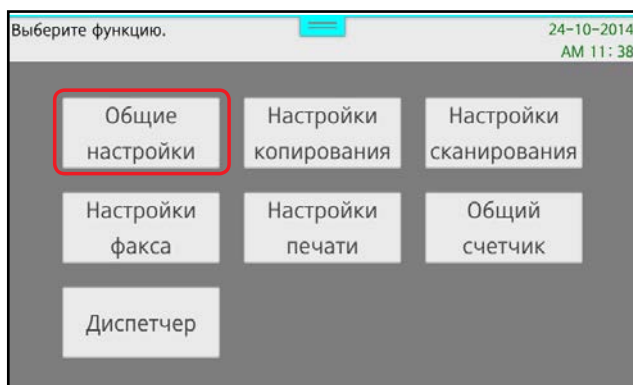 Выберите функцию.
24-10-2014
AM 11:38
Общие
настройки
Настройки
копирования
Настройки
сканирования
Настройки
факса
Настройки
печати
Общий
счетчик
Диспетчер